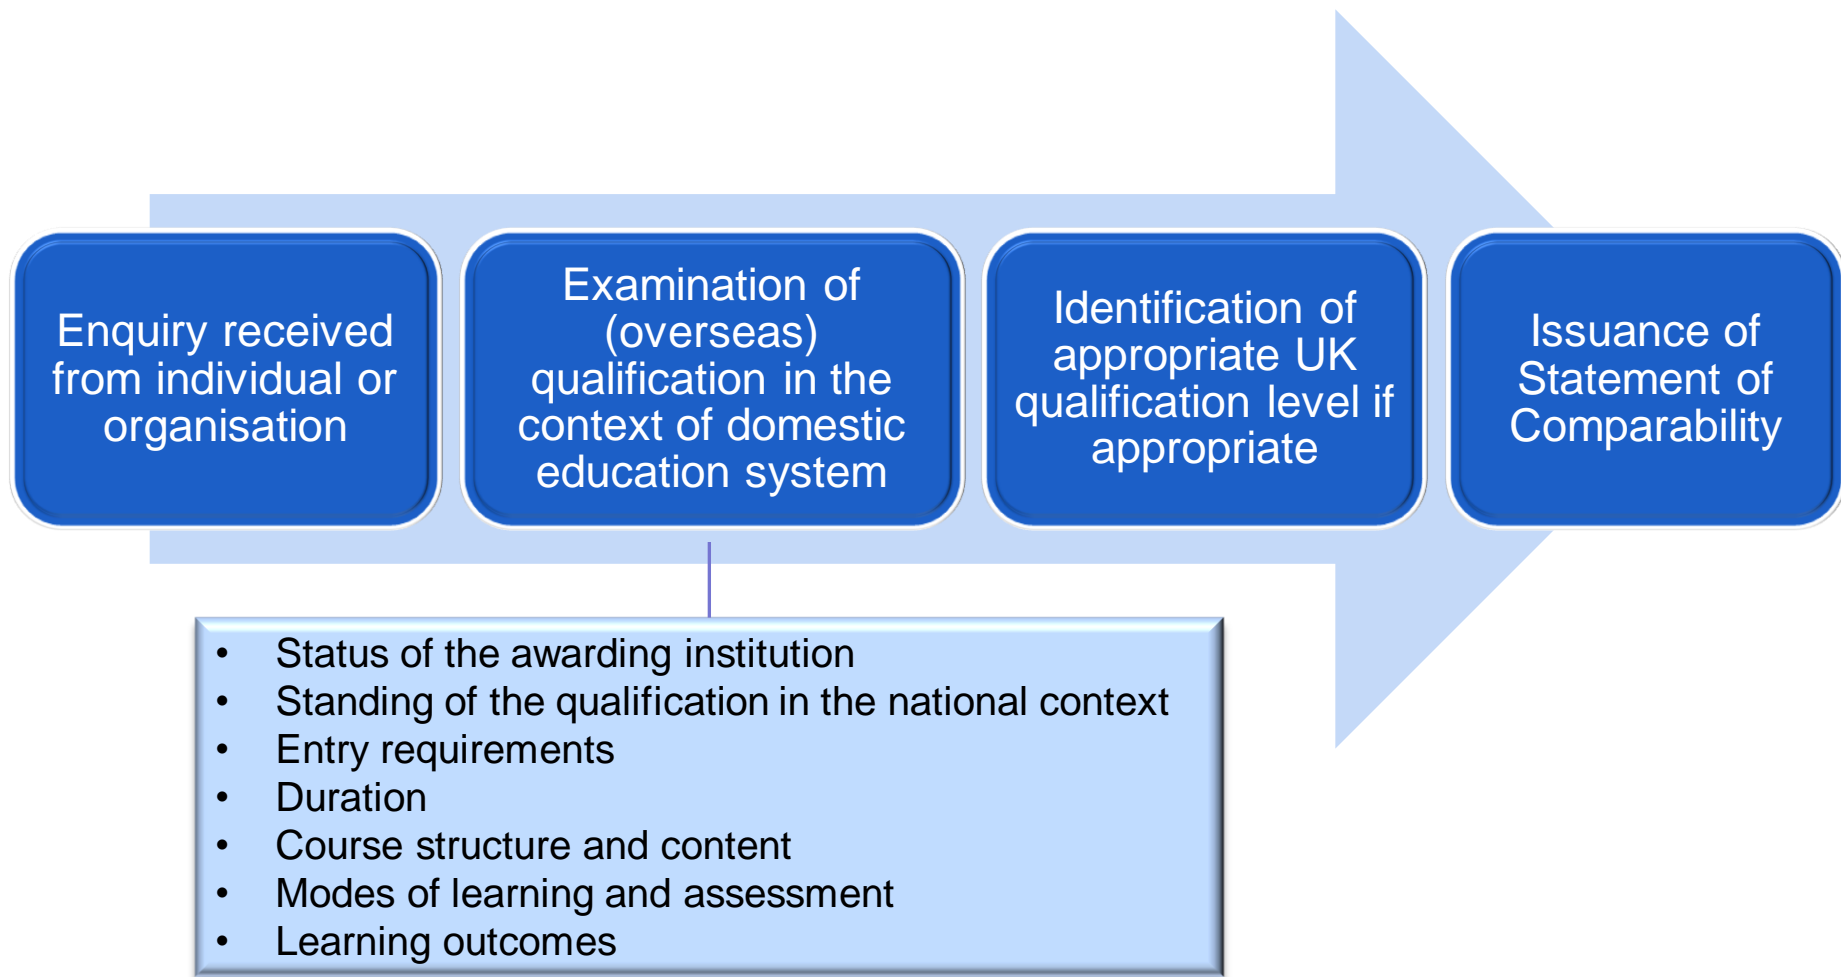 Enquiry received
from individual or
organisation
Examination of
(overseas)
qualification in the
context of domestic
education system
Identification of
appropriate UK
qualification level if
appropriate
Issuance of
Statement of
Comparability
• Status of the awarding institution
• Standing of the qualification in the national context
• Entry requirements
• Duration
• Course structure and content
• Modes of learning and assessment
• Learning outcomes